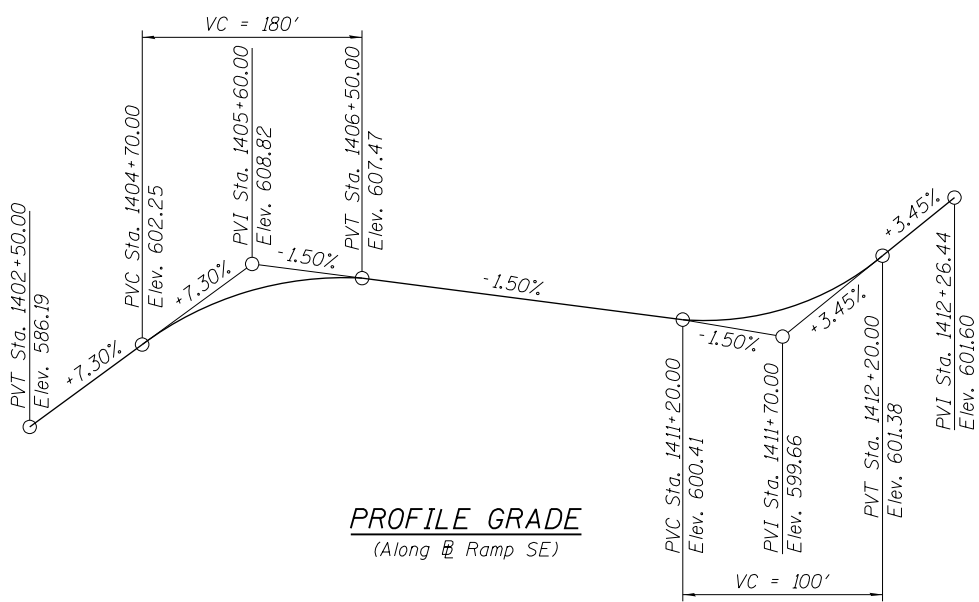 VC = 180'
PVT Sta. 1402+50.00
Elev. 586.19
PVC Sta. 1404+70.00
Elev. 602.25
PVI Sta. 1405+60.00
Elev. 608.82
PVT Sta. 1406+50.00
Elev. 607.47
+7.30%
+7.30%
-1.50%
-1.50%
-1.50%
+3.45%
+3.45%
PVC Sta. 1411+20.00
Elev. 600.41
PVI Sta. 1411+70.00
Elev. 599.66
PVT Sta. 1412+20.00
Elev. 601.38
PVI Sta. 1412+26.44
Elev. 601.60
PROFILE GRADE
(Along ⅊ Ramp SE)
VC = 100'